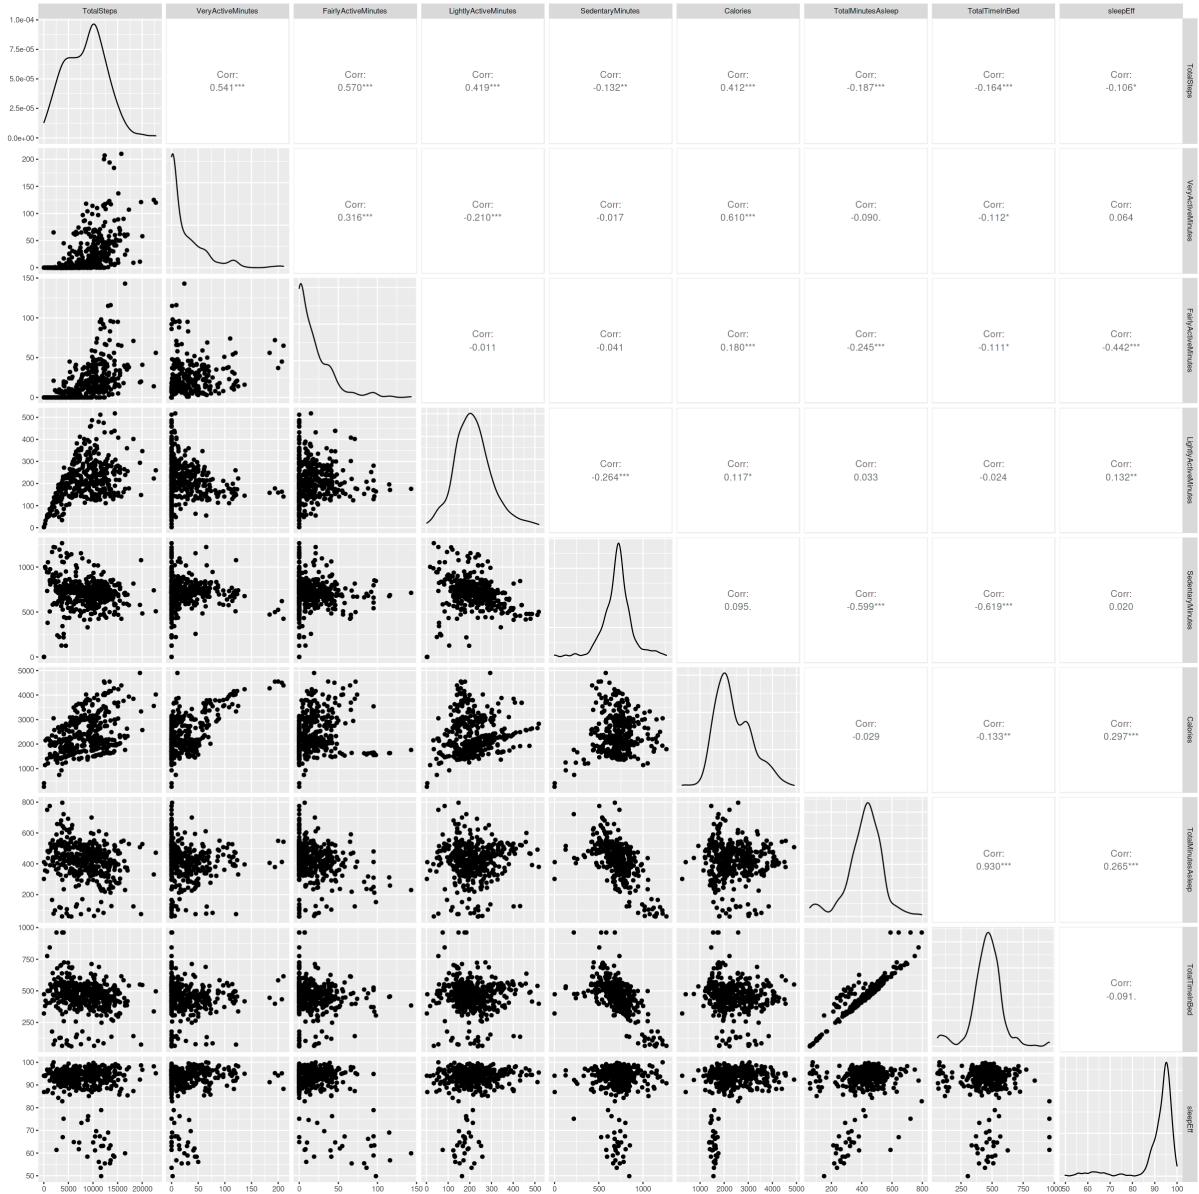 TotalSteps VeryActiveMinutes FairlyActiveMinutes LightlyActiveMinutes SedentaryMinutes Calories TotalMinutesAsleep TotalTimeInBed sleepEff
1.0e-04
7.5e-05
5.0e-05
2.5e-05
0.0e+00
Corr: Corr: Corr: Corr: Corr: Corr: Corr: Corr:
0.541*** 0.570*** 0.419*** -0.132** 0.412*** -0.187*** -0.164*** -0.106*
TotalSteps
200
150
100
50
0
Corr: Corr: Corr: Corr: Corr: Corr: Corr:
0.316*** -0.210*** -0.017 0.610*** -0.090. -0.112* 0.064
VeryActiveMinutes
150
100
50
0
Corr: Corr: Corr: Corr: Corr: Corr:
-0.011 -0.041 0.180*** -0.245*** -0.111* -0.442***
FairlyActiveMinutes
500
400
300
200
100
0
Corr: Corr: Corr: Corr: Corr:
-0.264*** 0.117* 0.033 -0.024 0.132**
LightlyActiveMinutes
1000
500
0
Corr: Corr: Corr: Corr:
0.095. -0.599*** -0.619*** 0.020
SedentaryMinutes
5000
4000
3000
2000
1000
Corr: Corr: Corr:
-0.029 -0.133** 0.297***
Calories
800
600
400
200
Corr: Corr:
0.930*** 0.265***
TotalMinutesAsleep
1000
750
500
250
Corr:
-0.091.
TotalTimeInBed
100
90
80
70
60
50
sleepEff
0 5000 10000 15000 20000 0 50 100 150 200 0 50 100 150 0 100 200 300 400 500 0 500 1000 1000 2000 3000 4000 5000 200 400 600 800 250 500 750 1000 50 60 70 80 90 100